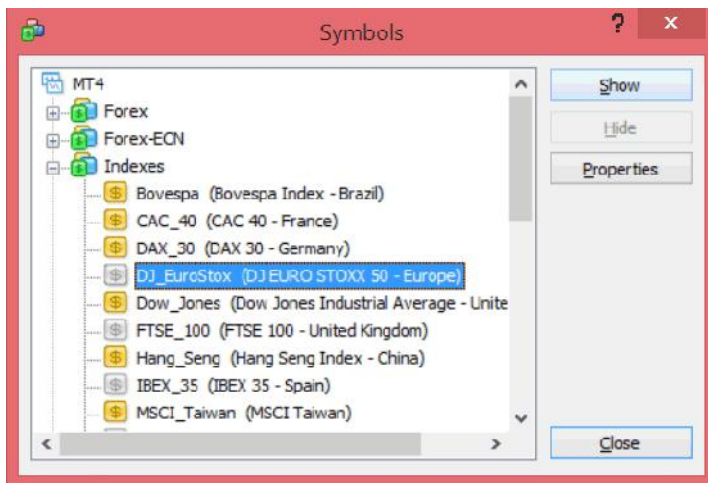 Symbols
?
x
MT4
Forex
Forex-ECN
Indexes
Bovespa (Bovespa Index - Brazil)
CAC_40 (CAC 40 - France)
DAX_30 (DAX 30 - Germany)
DJ_EuroStox (DJ EURO STOXX 50 - Europe)
Dow_Jones (Dow Jones Industrial Average - Unite
FTSE_100 (FTSE 100 - United Kingdom)
Hang_Seng (Hang Seng Index - China)
IBEX_35 (IBEX 35 - Spain)
MSCI_Taiwan (MSCI Taiwan)
Show
Hide
Properties
Close